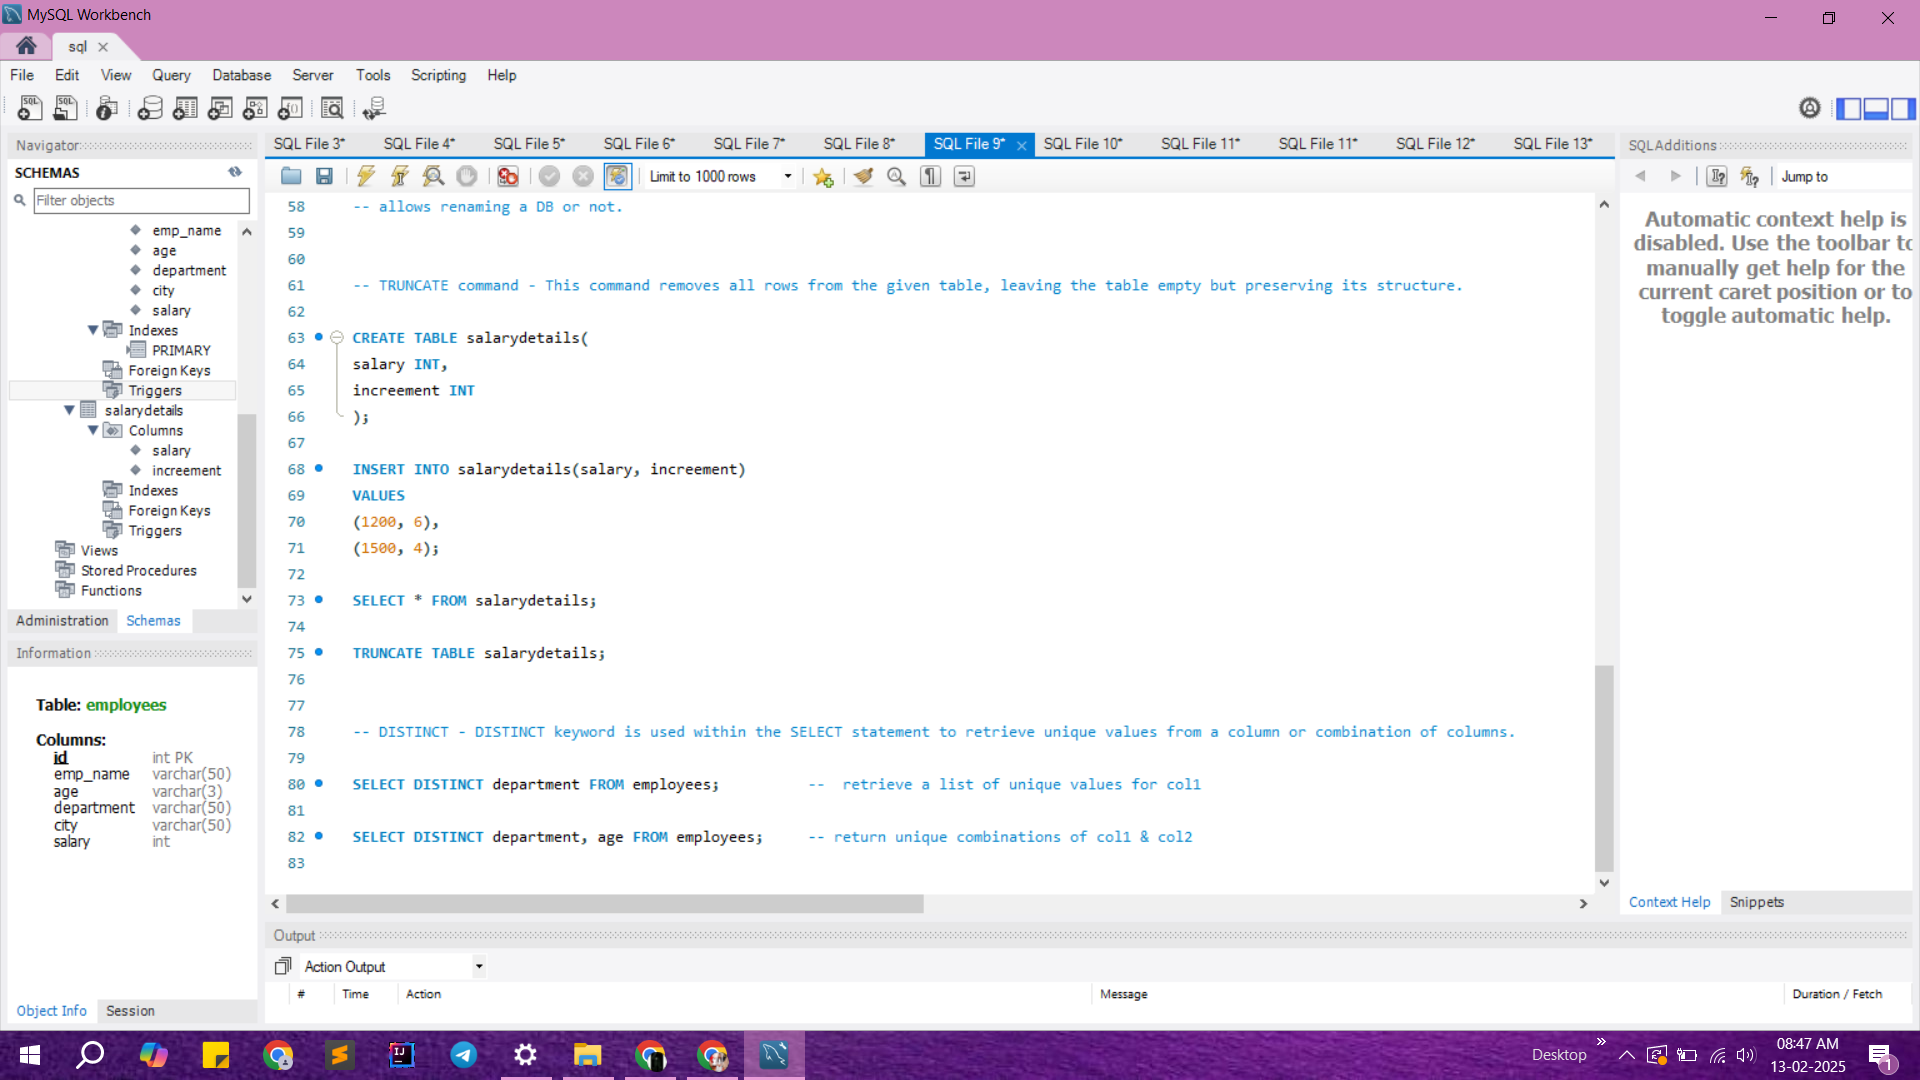 MySQL Workbench
sql
File Edit View Query Database Server Tools Scripting Help
Navigator
SCHEMAS
Filter objects
emp_name
age
department
city
salary
Indexes
PRIMARY
Foreign Keys
Triggers
salarydetails
Columns
salary
increement
Indexes
Foreign Keys
Triggers
Views
Stored Procedures
Functions
Administration Schemas
Information
Table: employees
Columns:
id int PK
emp_name varchar(50)
age varchar(3)
department varchar(50)
city varchar(50)
salary int
Object Info Session
SQL File 3* SQL File 4* SQL File 5* SQL File 6* SQL File 7* SQL File 8* SQL File 9* SQL File 10* SQL File 11* SQL File 11* SQL File 12* SQL File 13*
Limit to 1000 rows
58 -- allows renaming a DB or not.
59
60
61 -- TRUNCATE command - This command removes all rows from the given table, leaving the table empty but preserving its structure.
62
63 CREATE TABLE salarydetails(
64 salary INT,
65 increement INT
66 );
67
68 INSERT INTO salarydetails(salary, increement)
69 VALUES
70 (1200, 6),
71 (1500, 4);
72
73 SELECT * FROM salarydetails;
74
75 TRUNCATE TABLE salarydetails;
76
77
78 -- DISTINCT - DISTINCT keyword is used within the SELECT statement to retrieve unique values from a column or combination of columns.
79
80 SELECT DISTINCT department FROM employees; -- retrieve a list of unique values for col1
81
82 SELECT DISTINCT department, age FROM employees; -- return unique combinations of col1 & col2
83
Output
Action Output
# Time Action Message Duration / Fetch
SQLAdditions
Jump to
Automatic context help is
disabled. Use the toolbar to
manually get help for the
current caret position or to
toggle automatic help.
Context Help Snippets
Desktop
08:47 AM
13-02-2025
1